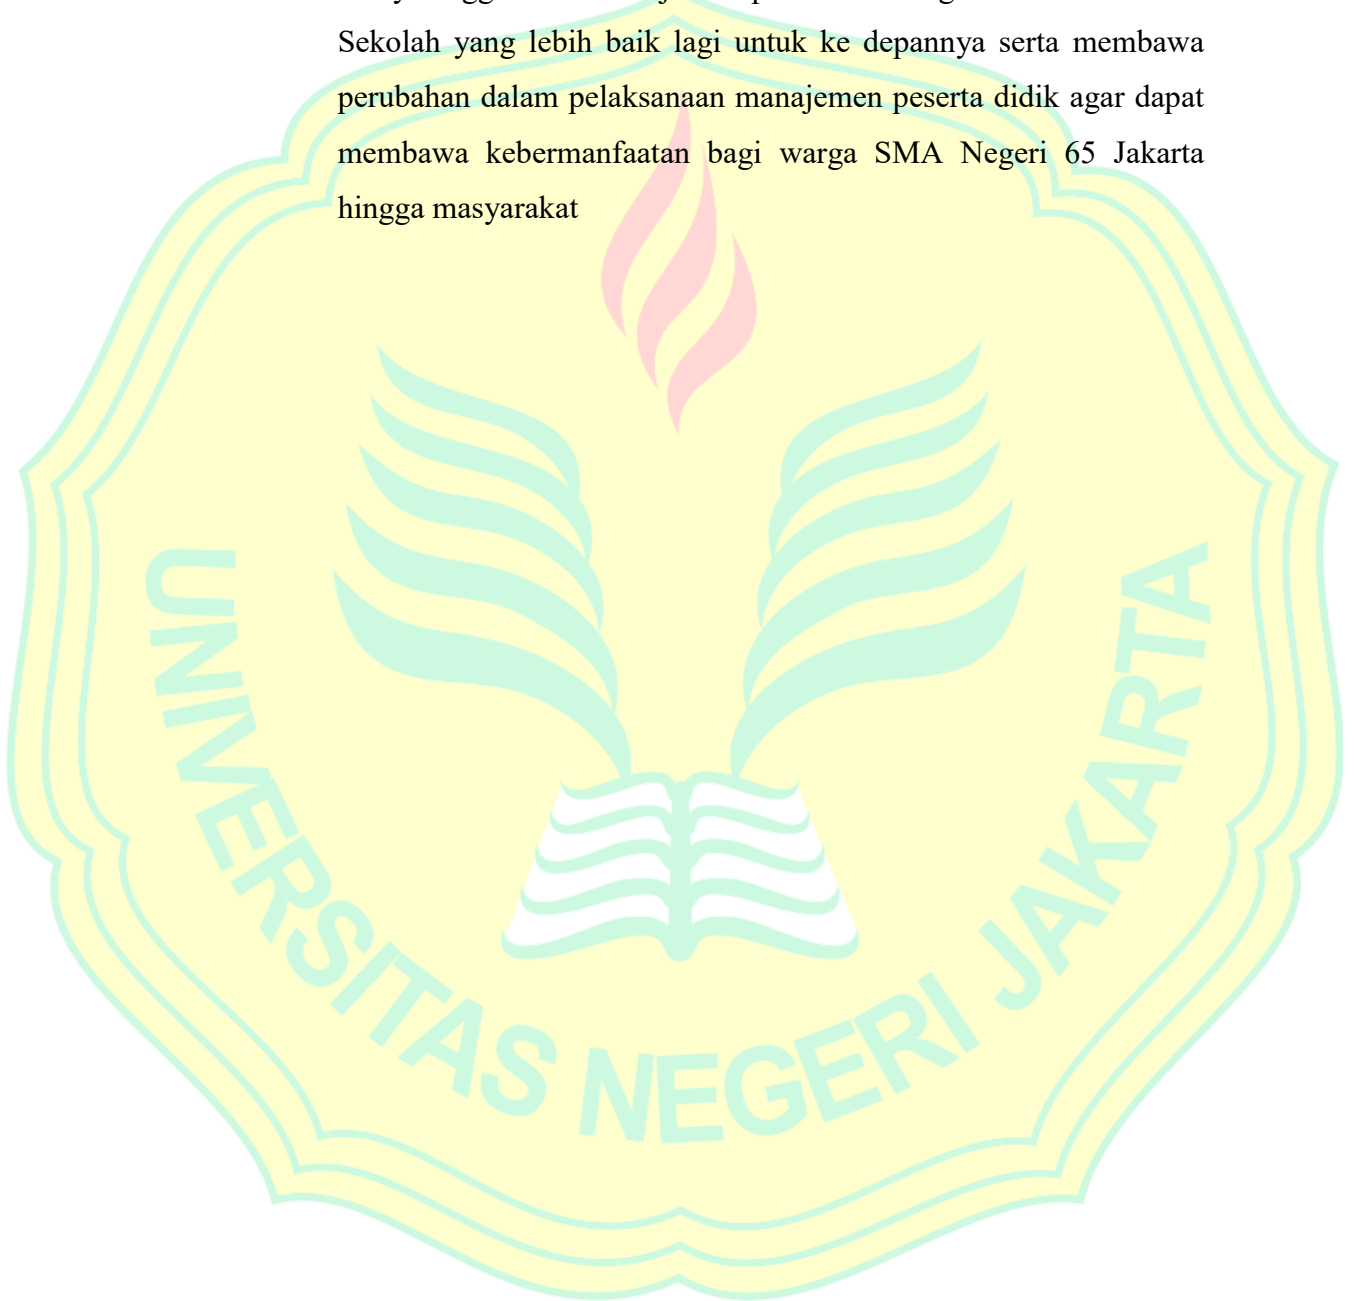 Sekolah yang lebih baik lagi untuk ke depannya serta membawa
perubahan dalam pelaksanaan manajemen peserta didik agar dapat
membawa kebermanfaatan bagi warga SMA Negeri 65 Jakarta
hingga masyarakat
UNIVERSITAS NEGERI JAKARTA